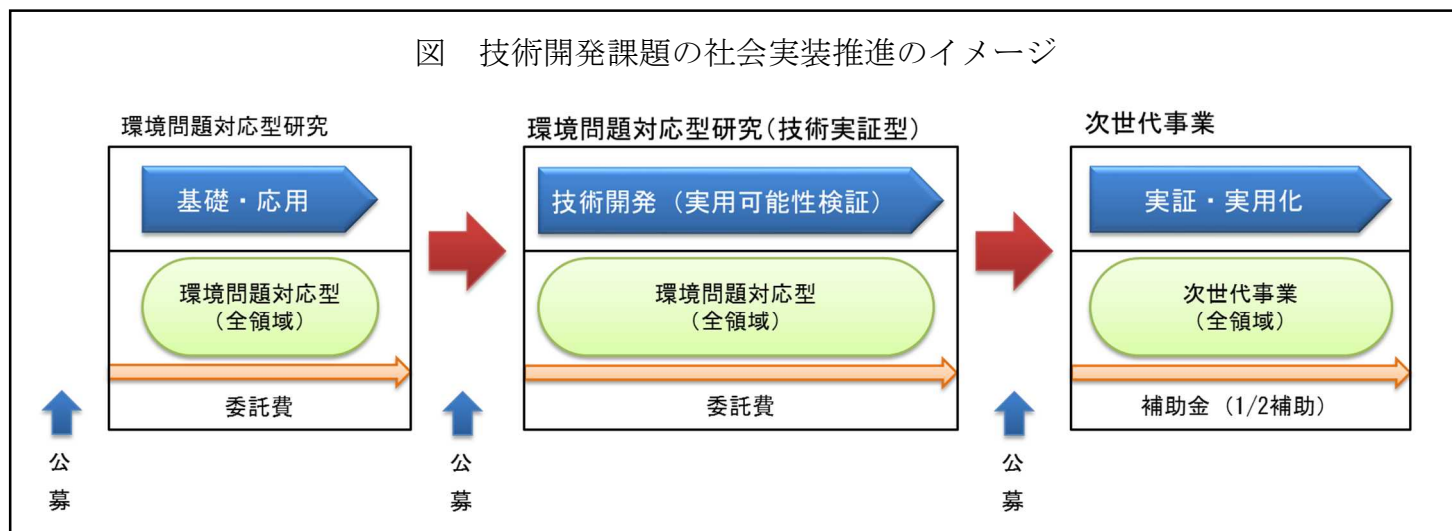 図　技術開発課題の社会実装推進のイメージ
環境問題対応型研究
基礎・応用
環境問題対応型
（全領域）
委託費
環境問題対応型研究（技術実証型）
技術開発（実用可能性検証）
環境問題対応型
（全領域）
委託費
次世代事業
実証・実用化
次世代事業
（全領域）
補助金（1/2補助）
公募
公募
公募